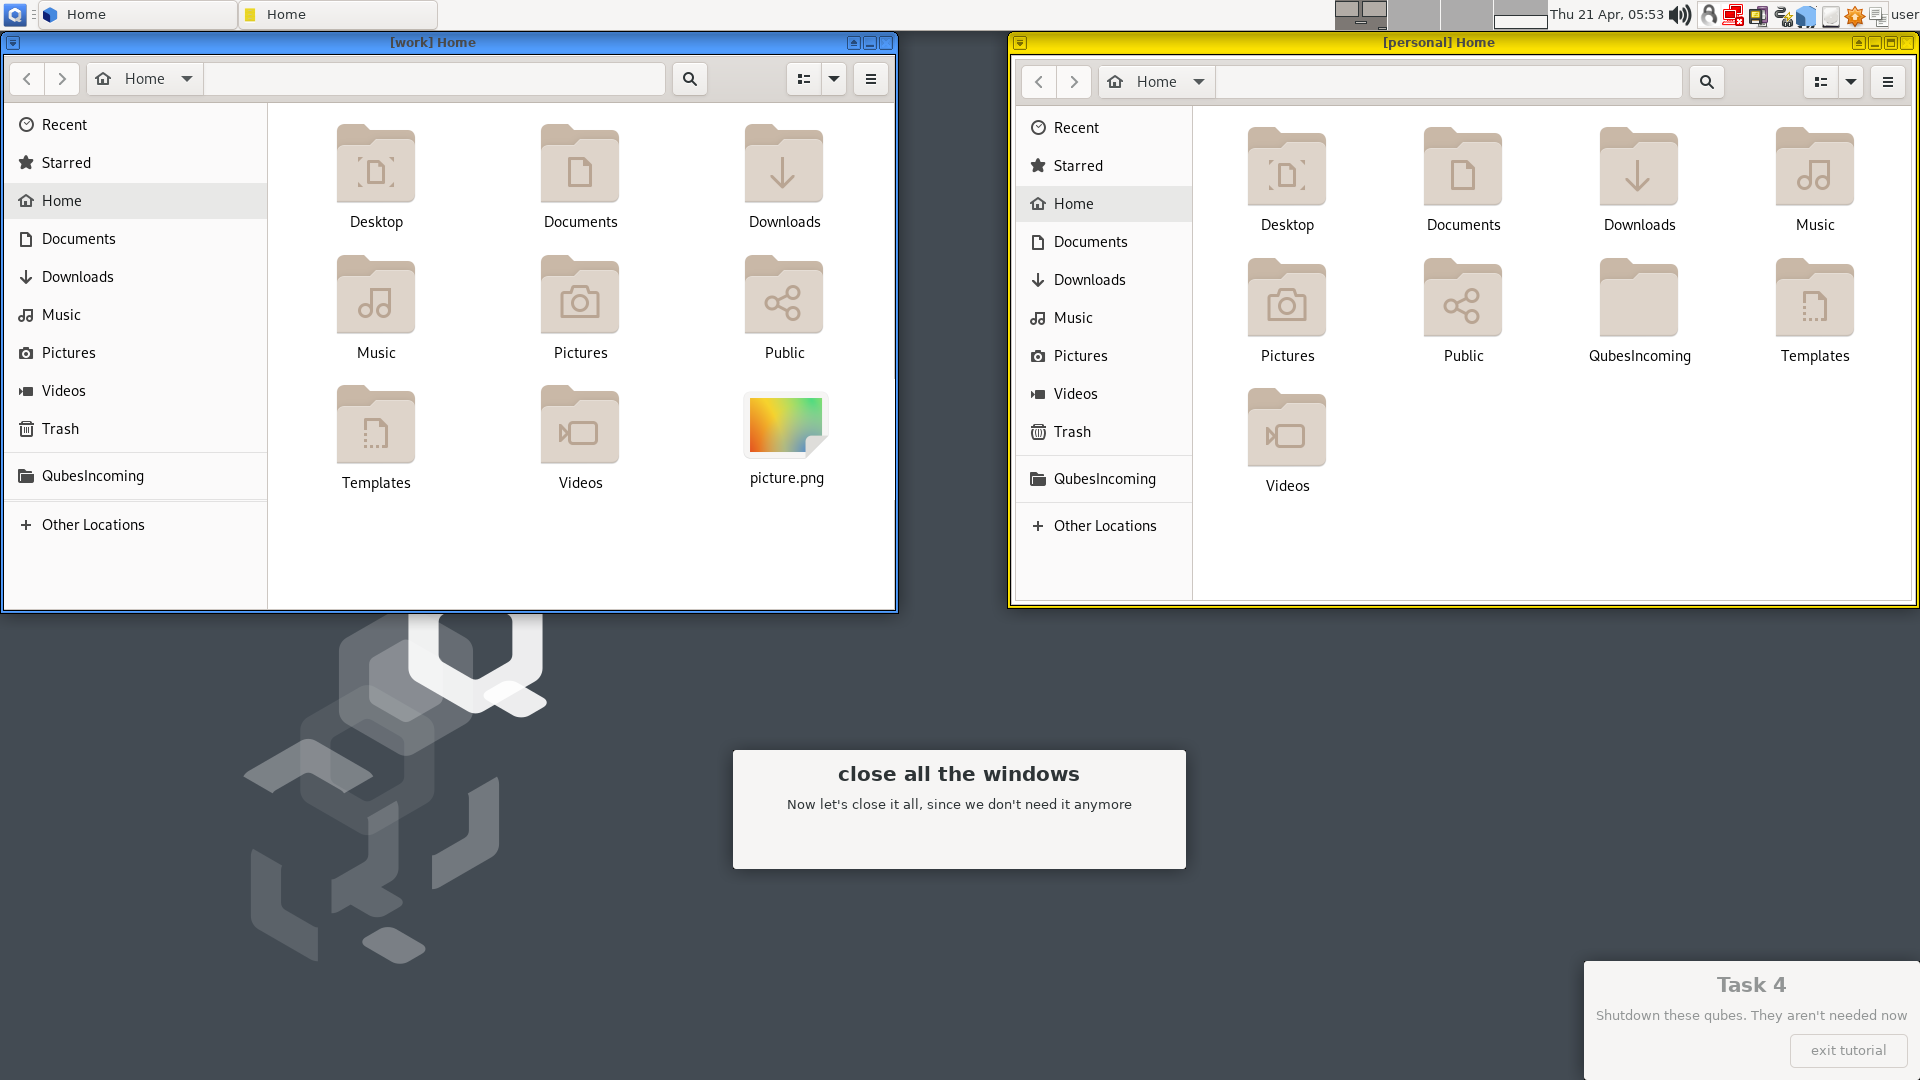 Home
Home
Thu 21 Apr, 05:53
user
[work] Home
Home
Recent
Starred
Home
Documents
Downloads
Music
Pictures
Videos
Trash
QubesIncoming
Other Locations
Desktop
Documents
Downloads
Music
Pictures
Public
Templates
Videos
picture.png
[personal] Home
Home
Recent
Starred
Home
Documents
Downloads
Music
Pictures
Videos
Trash
QubesIncoming
Other Locations
Desktop
Documents
Downloads
Music
Pictures
Public
QubesIncoming
Templates
Videos
close all the windows
Now let's close it all, since we don't need it anymore
Task 4
Shutdown these qubes. They aren't needed now
exit tutorial